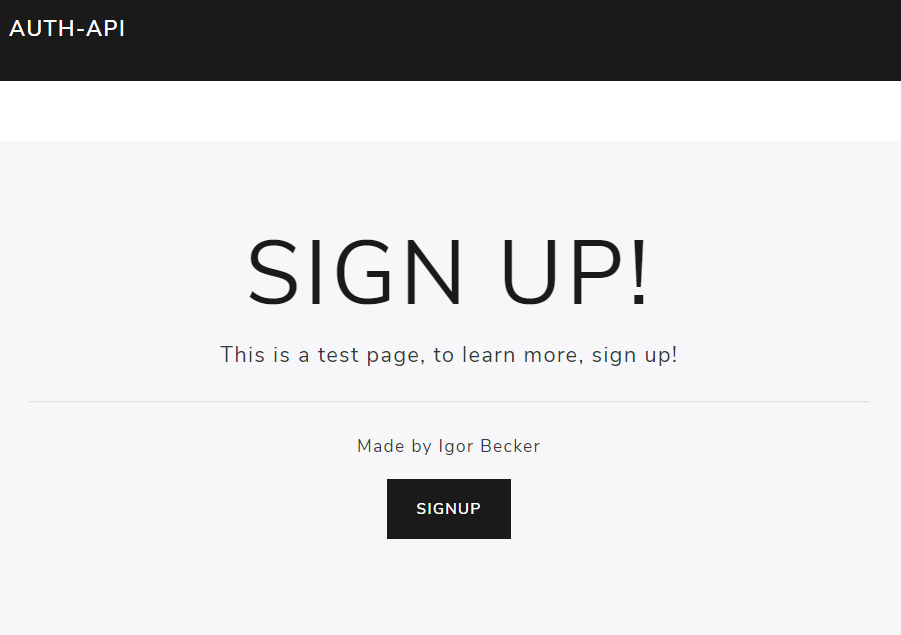 AUTH-API
SIGN UP!
This is a test page, to learn more, sign up!
Made by Igor Becker
SIGNUP